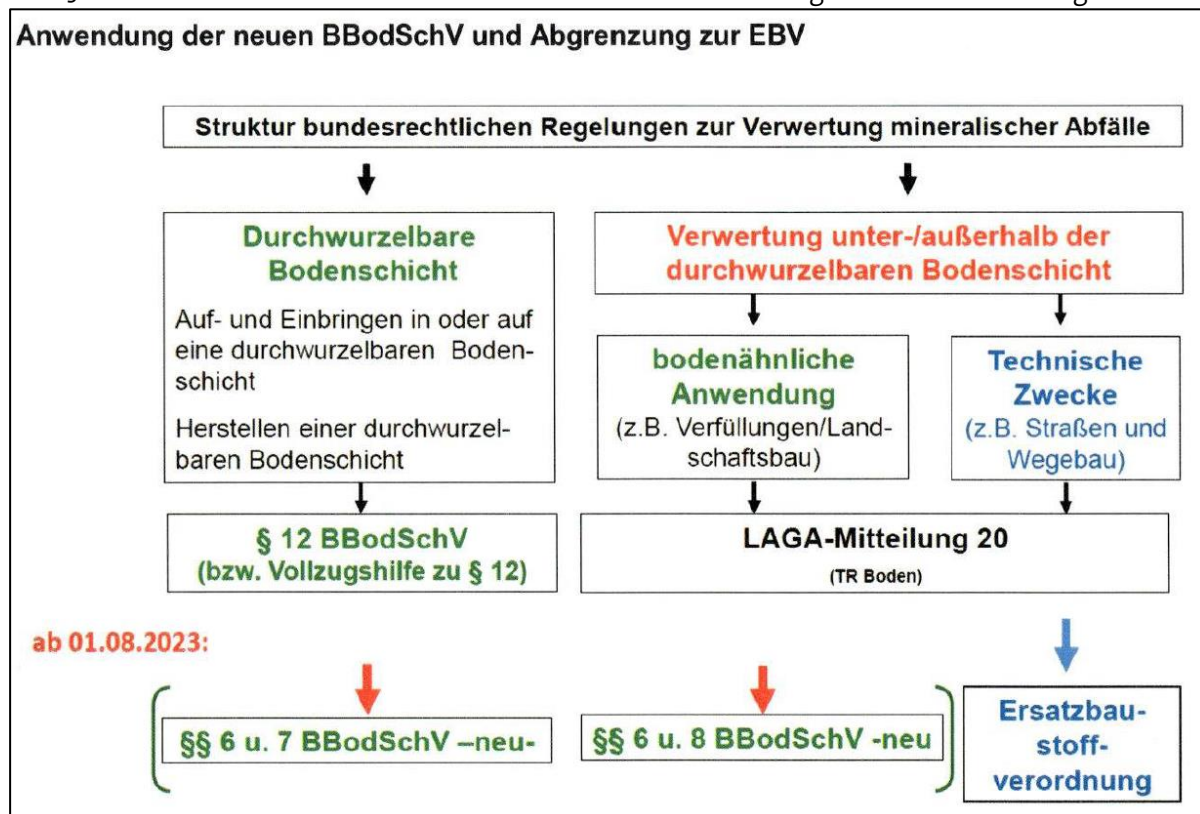 Anwendung der neuen BBodSchV und Abgrenzung zur EBV
Struktur bundesrechtlichen Regelungen zur Verwertung mineralischer Abfälle
Durchwurzelbare
Bodenschicht
Auf- und Einbringen in oder auf
eine durchwurzelbaren Boden-
schicht
Herstellen einer durchwurzel-
baren Bodenschicht
Verwertung unter-/außerhalb der
durchwurzelbaren Bodenschicht
bodenähnliche
Anwendung
(z.B. Verfüllungen/Land-
schaftsbau)
Technische
Zwecke
(z.B. Straßen und
Wegebau)
§ 12 BBodSchV
(bzw. Vollzugshilfe zu § 12)
LAGA-Mitteilung 20
(TR Boden)
ab 01.08.2023:
§§ 6 u. 7 BBodSchV –neu-
§§ 6 u. 8 BBodSchV -neu
Ersatzbau-
stoff-
verordnung